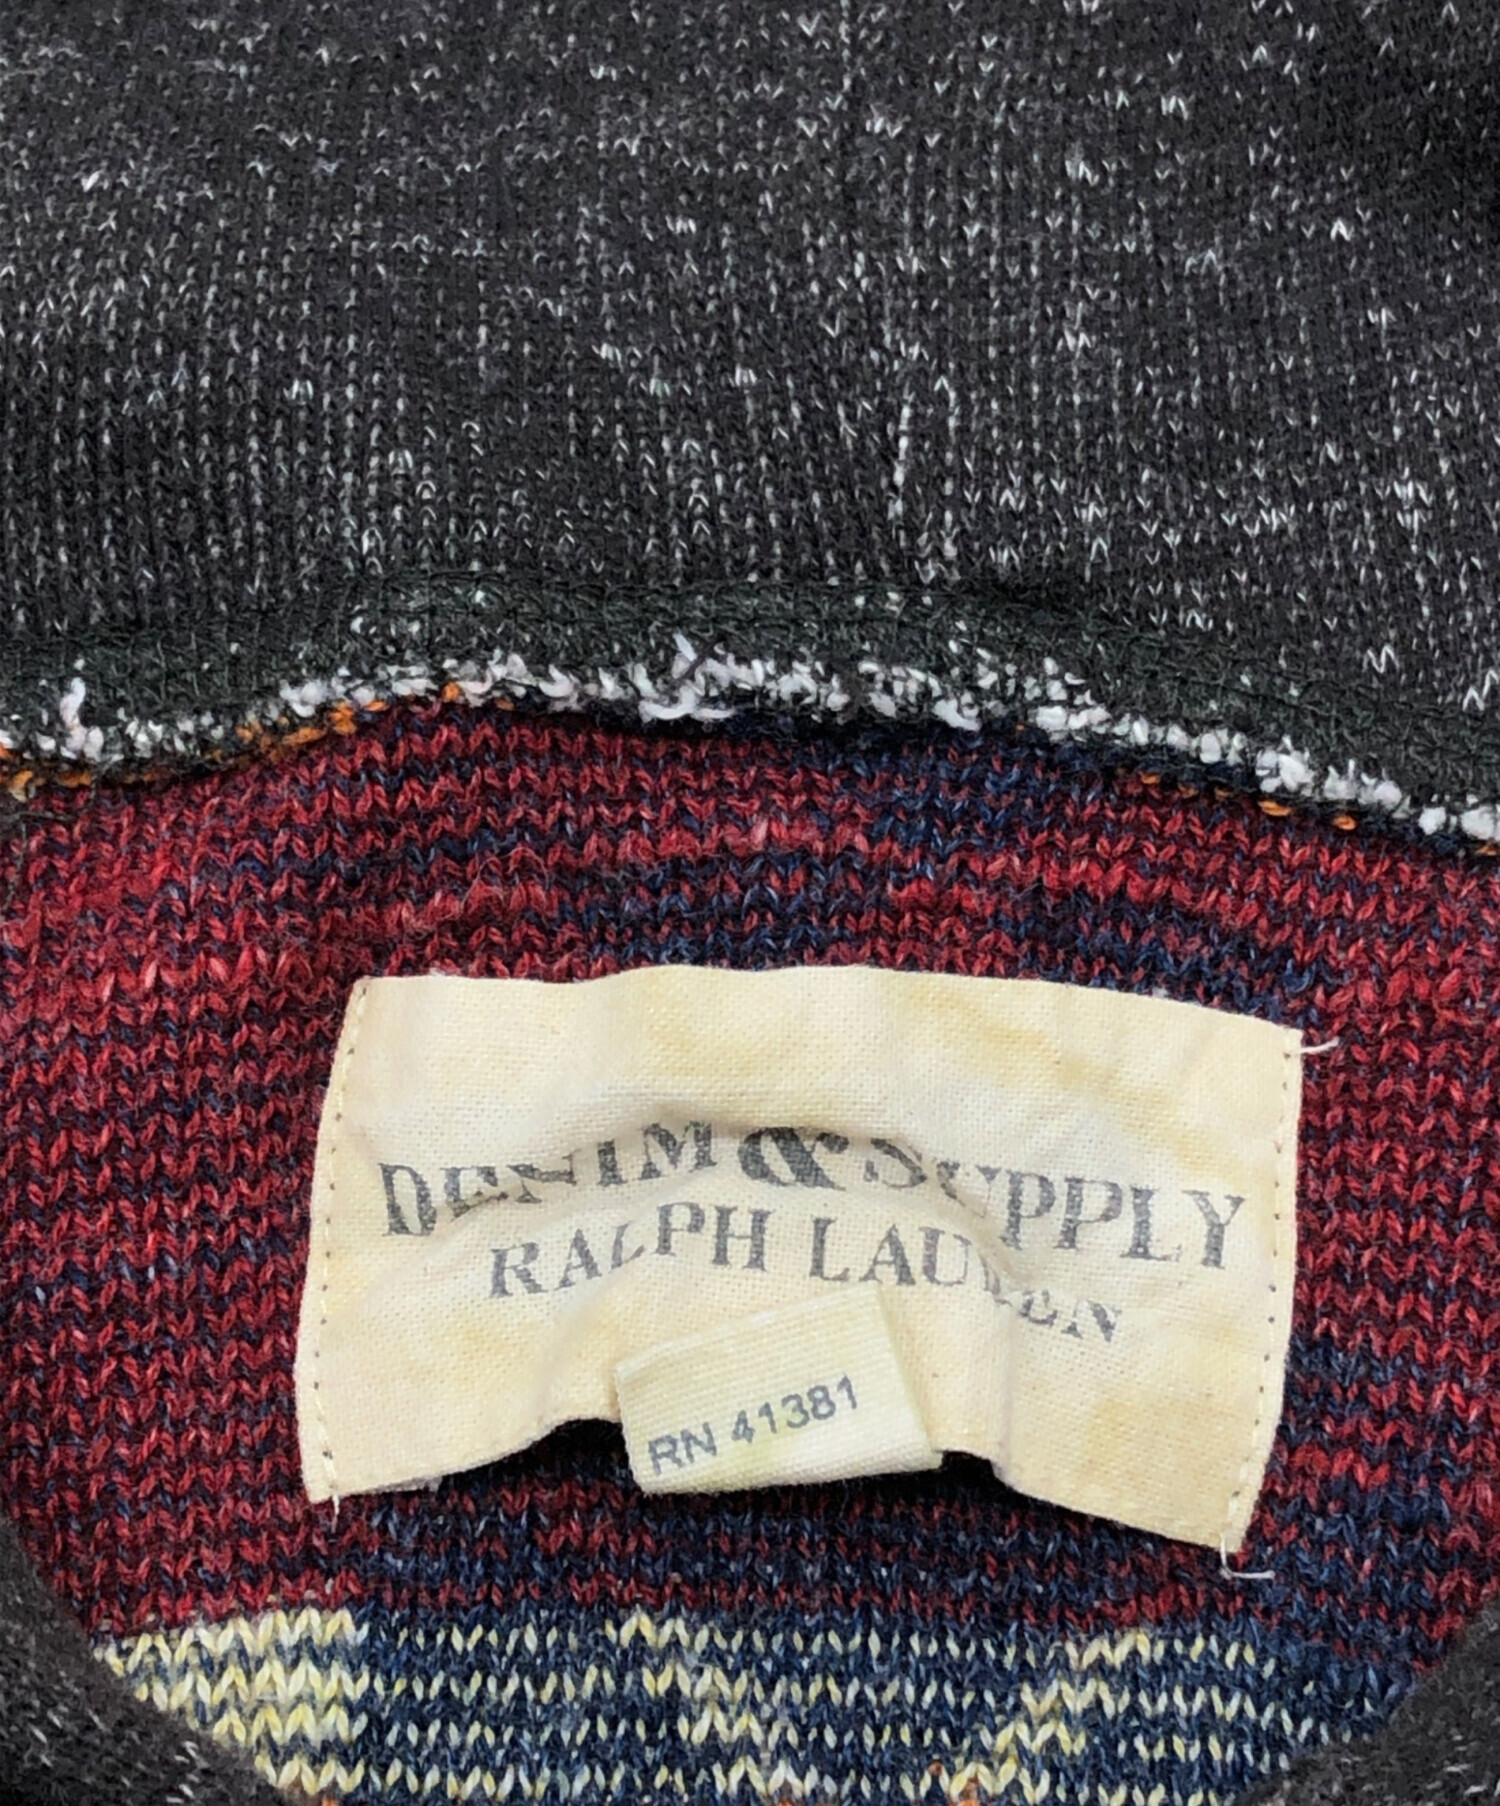 DENIM & SUPPLY
RALPH LAUREN
RN 41381